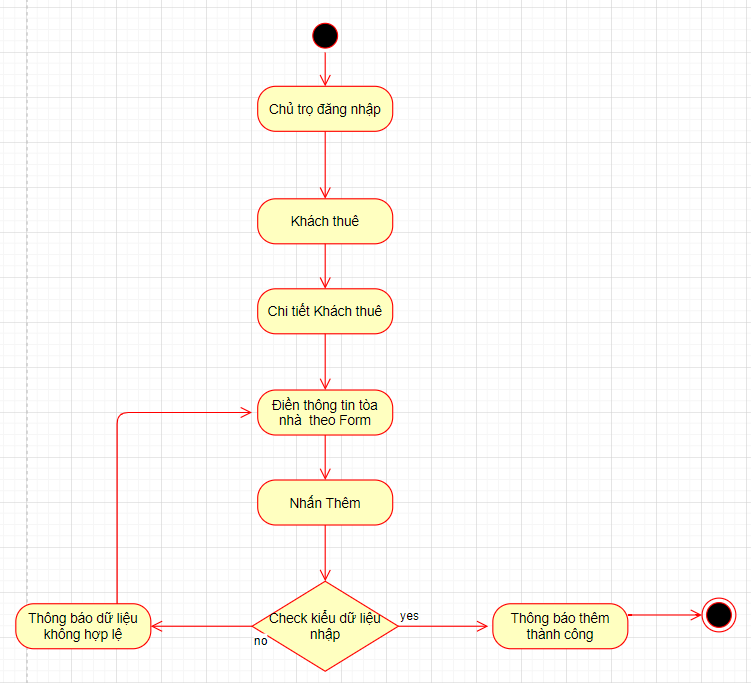 Chủ trọ đăng nhập
Khách thuê
Chi tiết Khách thuê
Điền thông tin tòa
nhà theo Form
Nhấn Thêm
Check kiểu dữ liệu
nhập
yes
no
Thông báo dữ liệu
không hợp lệ
Thông báo thêm
thành công